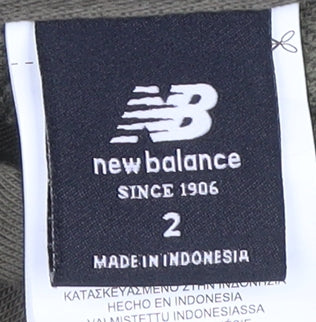 NB
new balance
SINCE 1906
2
MADE IN INDONESIA
ΚΑΤΑΣΚΕΥΑΣΜΕΝΟ ΣΤΗΝ ΙΝΔΟΝΗΣΙΑ
HECHO EN INDONESIA
VALMISTETTU INDONESIASSA